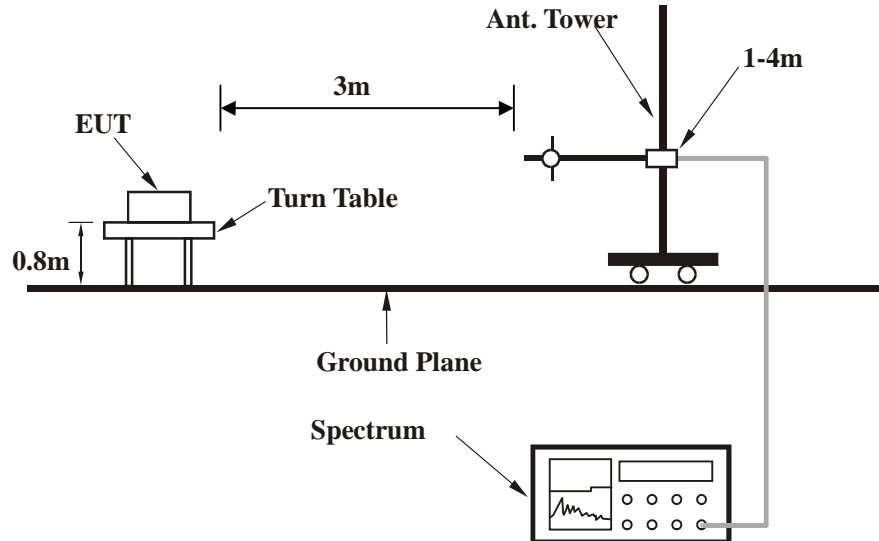 Ant. Tower
1-4m
3m
EUT
Turn Table
0.8m
Ground Plane
Spectrum